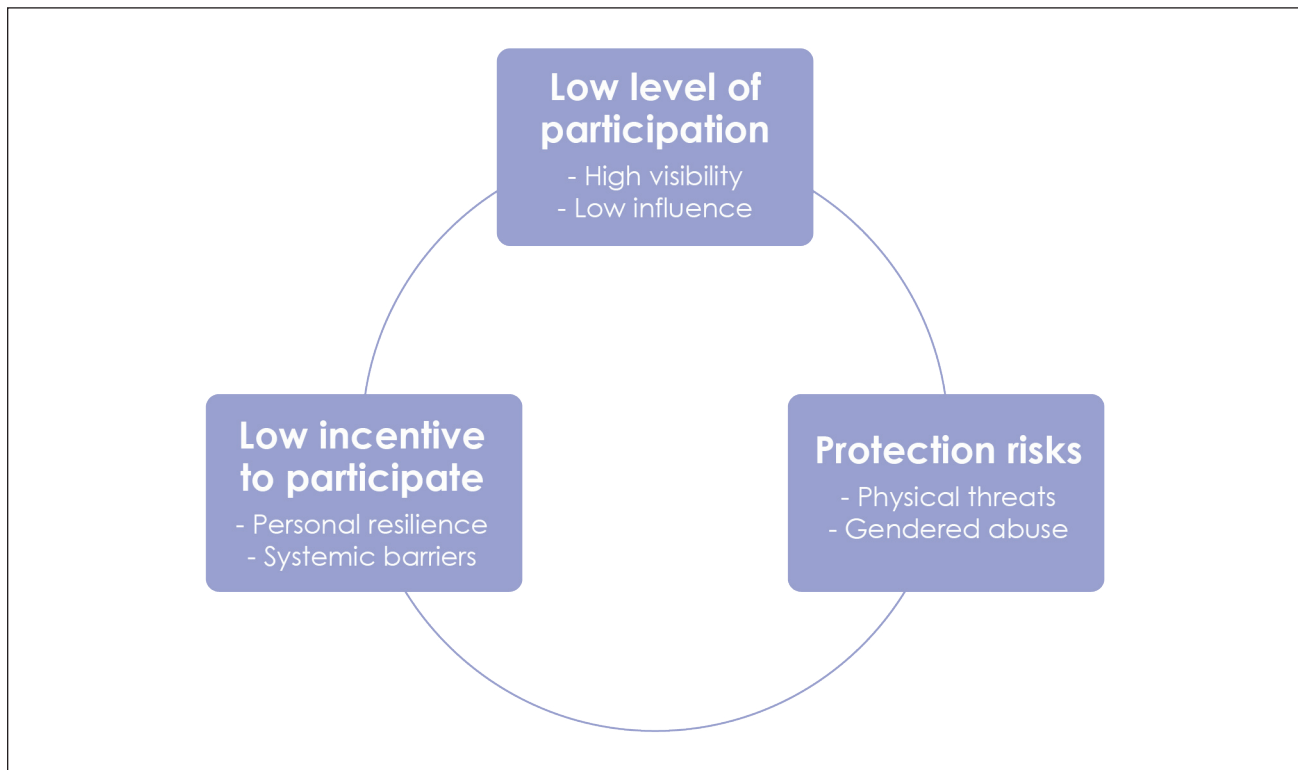 Low level of
participation
- High visibility
- Low influence
Low incentive
to participate
- Personal resilience
- Systemic barriers
Protection risks
- Physical threats
- Gendered abuse